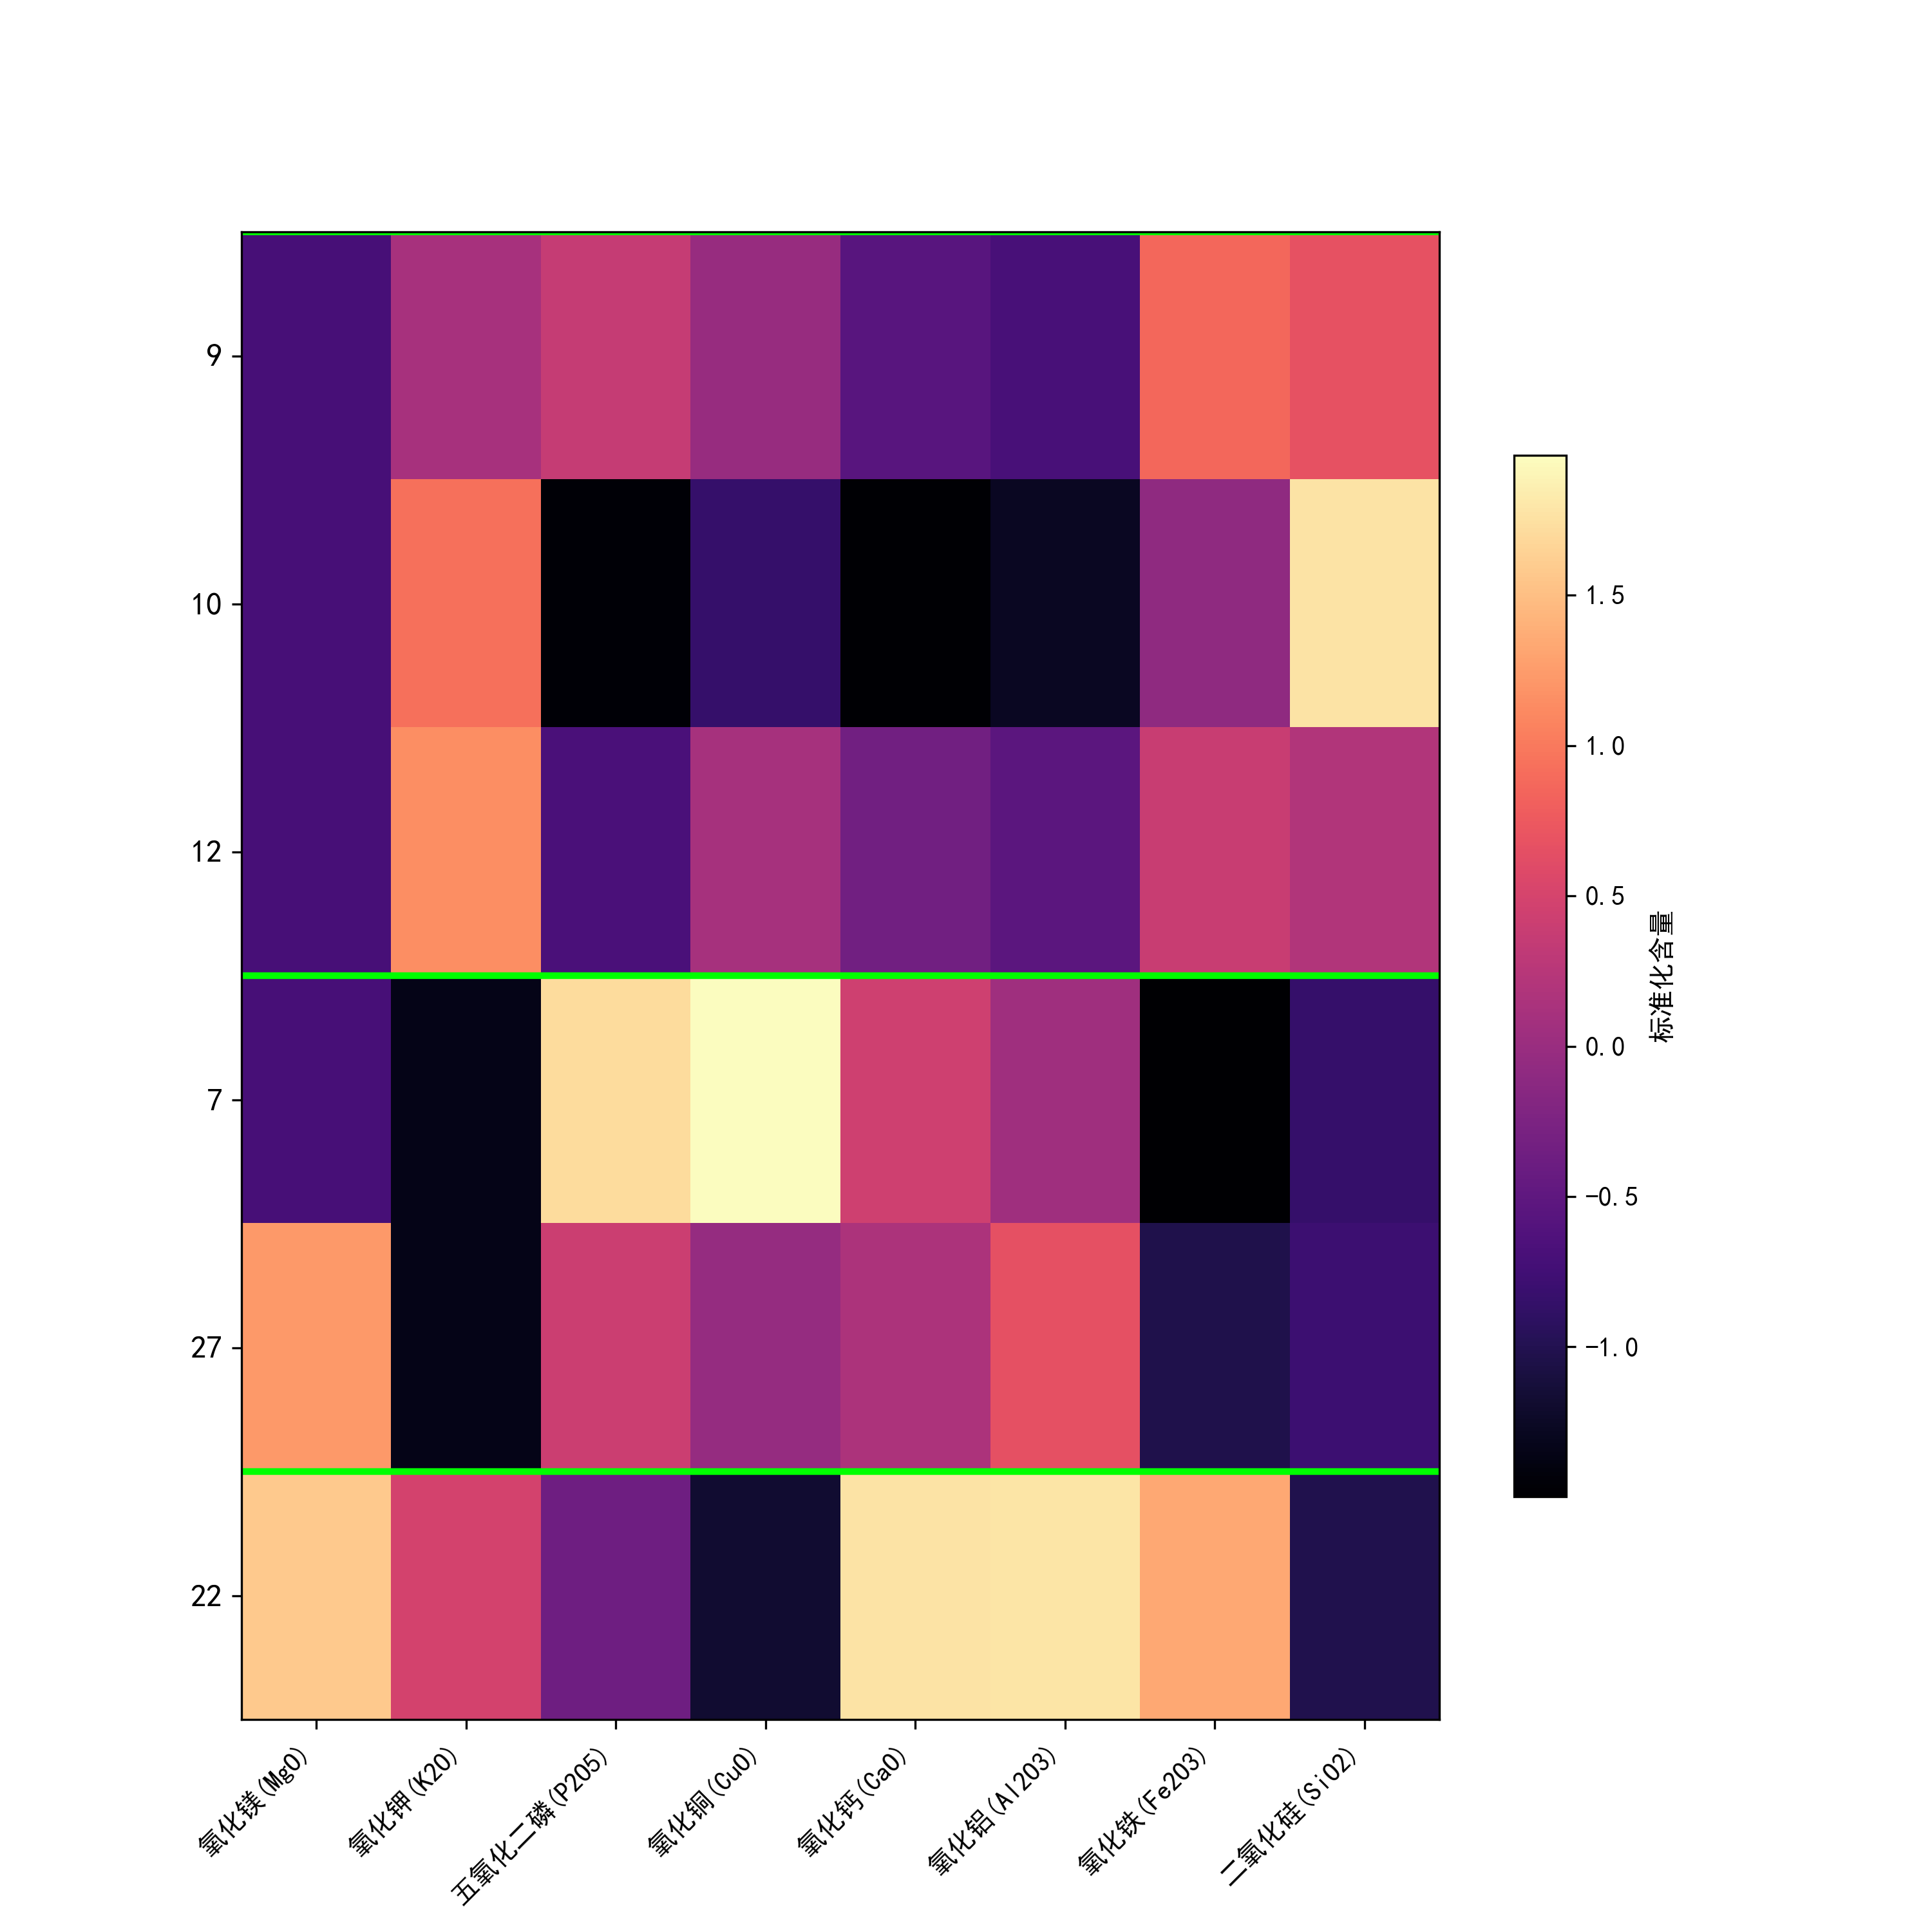 9
10
12
7
27
22
氧化镁(MgO)
氧化钾(K2O)
五氧化二磷(P2O5)
氧化铜(CuO)
氧化钙(CaO)
氧化铝(Al2O3)
氧化铁(Fe2O3)
二氧化硅(SiO2)
1.5
1.0
0.5
0.0
−0.5
−1.0
标准化含量